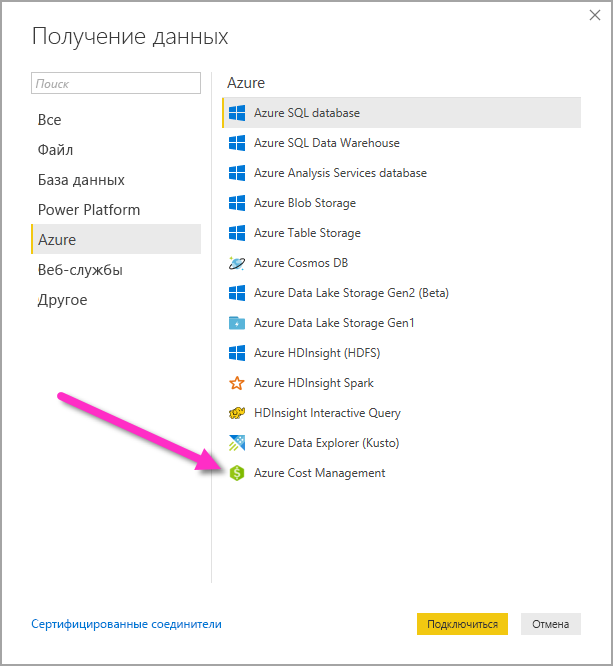 Получение данных
Поиск
Все
Файл
База данных
Power Platform
Azure
Веб-службы
Другое
Azure
Azure SQL database
Azure SQL Data Warehouse
Azure Analysis Services database
Azure Blob Storage
Azure Table Storage
Azure Cosmos DB
Azure Data Lake Storage Gen2 (Beta)
Azure Data Lake Storage Gen1
Azure HDInsight (HDFS)
Azure HDInsight Spark
HDInsight Interactive Query
Azure Data Explorer (Kusto)
Azure Cost Management
Сертифицированные соединители
Подключиться
Отмена